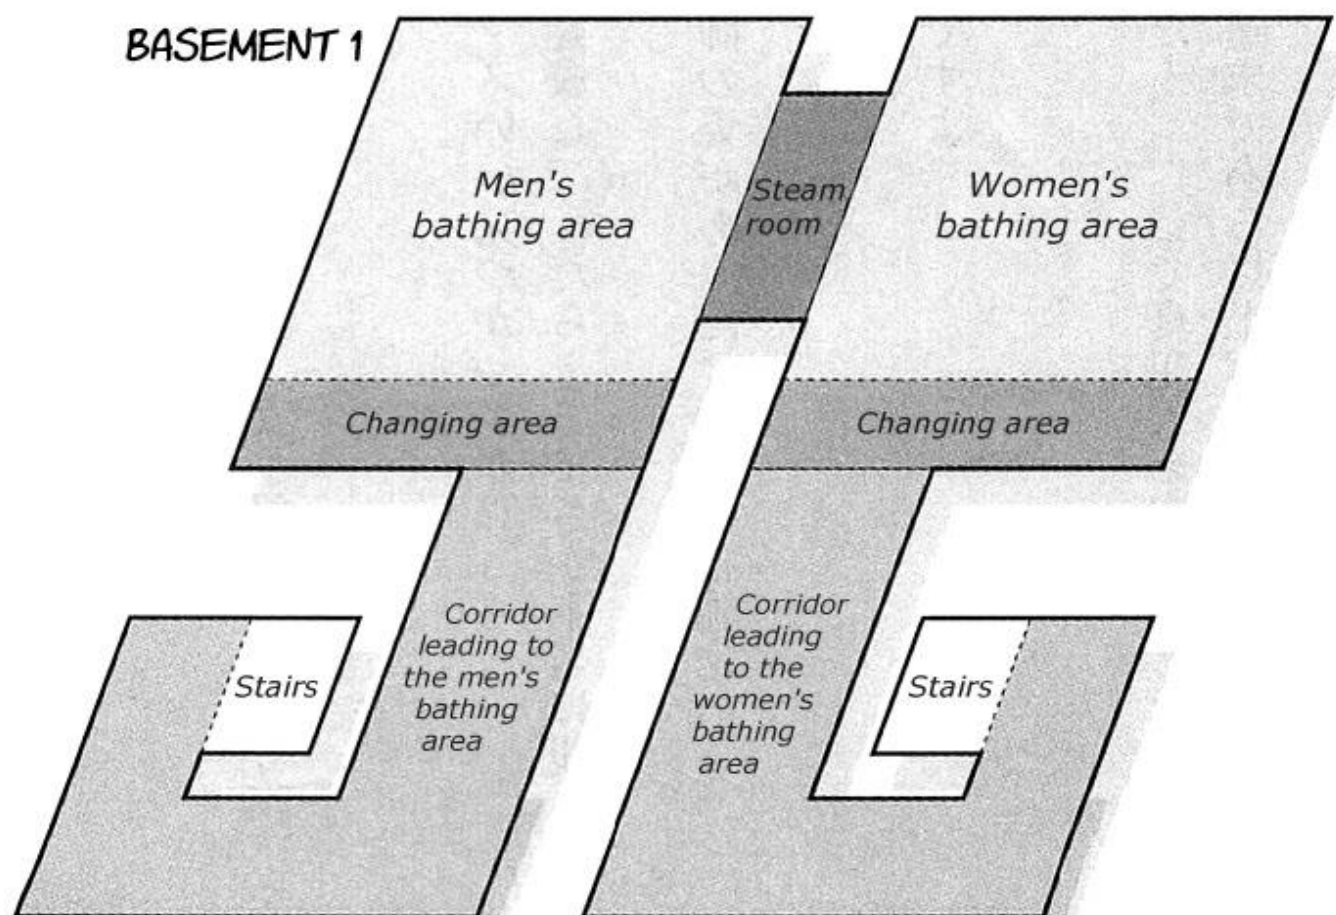 BASEMENT 1
Men's
bathing area
Steam
room
Women's
bathing area
Changing area
Changing area
Corridor
leading to
the men's
bathing
area
Corridor
leading
to the
women's
bathing
area
Stairs
Stairs